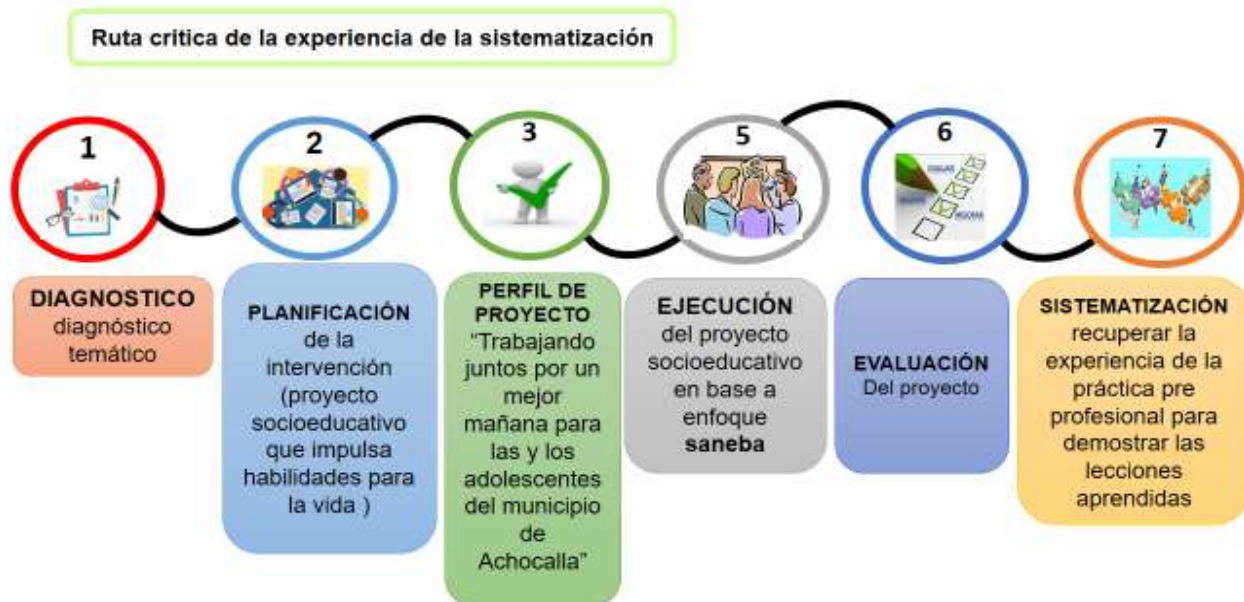 Ruta critica de la experiencia de la sistematización
1
2
3
5
6
7
DIAGNOSTICO
diagnóstico
temático
PLANIFICACIÓN
de la
intervención
(proyecto
socioeducativo
que impulsa
habilidades para
la vida )
PERFIL DE
PROYECTO
“Trabajando
juntos por un
mejor
mañana para
las y los
adolescentes
del municipio
de
Achocalla”
EJECUCIÓN
del proyecto
socioeducativo
en base a
enfoque
saneba
EVALUACIÓN
Del proyecto
SISTEMATIZACIÓN
recuperar la
experiencia de la
práctica pre
profesional para
demostrar las
lecciones
aprendidas